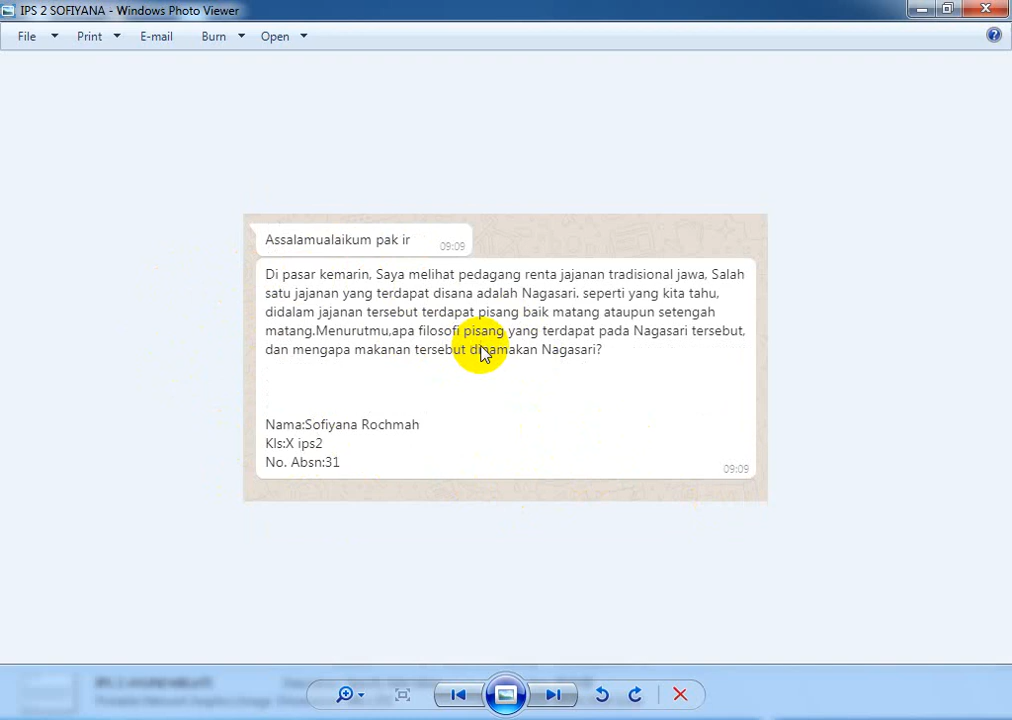 IPS 2 SOFIYANA - Windows Photo Viewer
File Print E-mail Burn Open
Assalamualaikum pak ir
09:09
Di pasar kemarin, Saya melihat pedagang renta jajanan tradisional jawa, Salah
satu jajanan yang terdapat disana adalah Nagasari. seperti yang kita tahu,
didalam jajanan tersebut terdapat pisang baik matang ataupun setengah
matang.Menurutmu,apa filosofi pisang yang terdapat pada Nagasari tersebut,
dan mengapa makanan tersebut dinamakan Nagasari?
Nama:Sofiyana Rochmah
Kls:X ips2
No. Absn:31
09:09